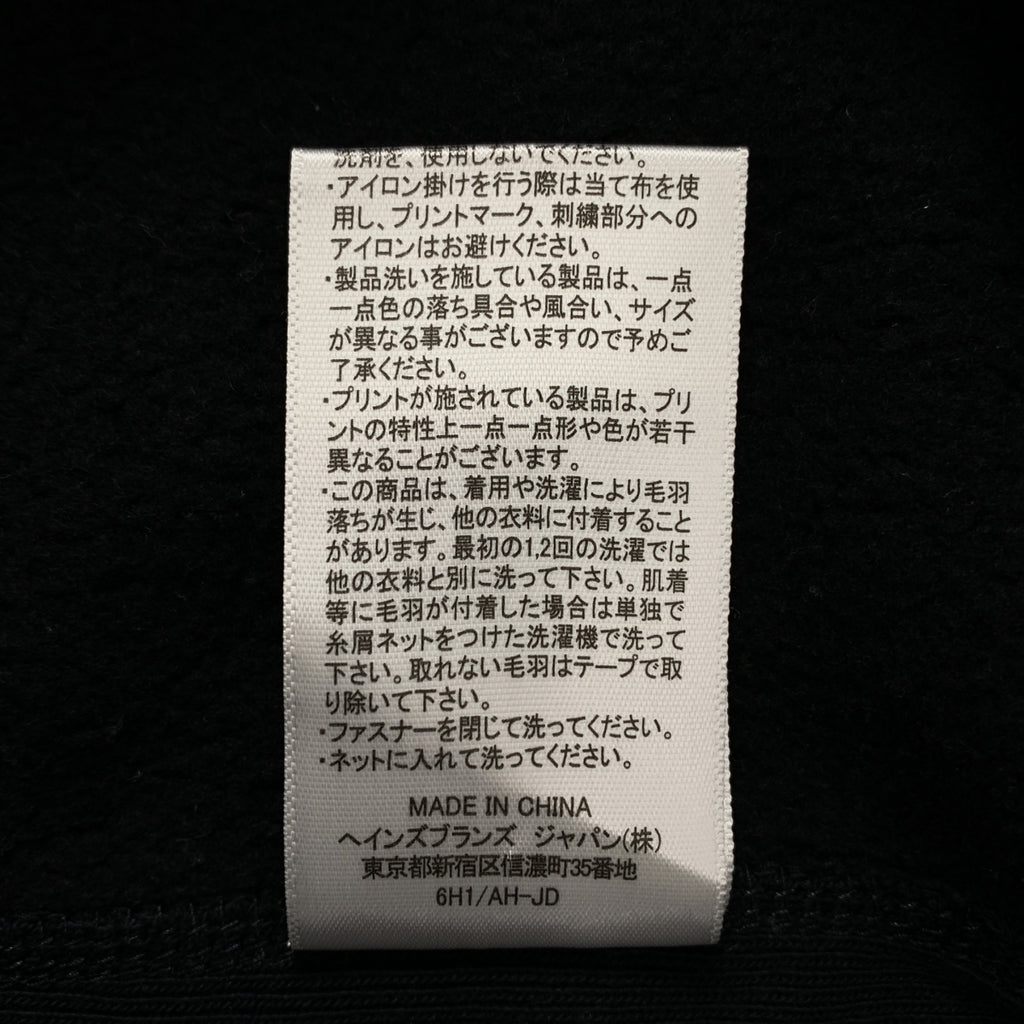 洗剤を、使用しないでください。
・アイロン掛けを行う際は当て布を使
用し、プリントマーク、刺繍部分への
アイロンはお避けください。
・製品洗いを施している製品は、一点
一点色の落ち具合や風合い、サイズ
が異なる事がございますので予めご
了承ください。
・プリントが施されている製品は、プリ
ントの特性上一点一点形や色が若干
異なることがございます。
・この商品は、着用や洗濯により毛羽
落ちが生じ、他の衣料に付着すること
があります。最初の1,2回の洗濯では
他の衣料と別に洗って下さい。肌着
等に毛羽が付着した場合は単独で
糸屑ネットをつけた洗濯機で洗って
下さい。取れない毛羽はテープで取
り除いて下さい。
・ファスナーを閉じて洗ってください。
・ネットに入れて洗ってください。
MADE IN CHINA
ヘインズブランズ ジャパン(株)
東京都新宿区信濃町35番地
6H1/AH-JD